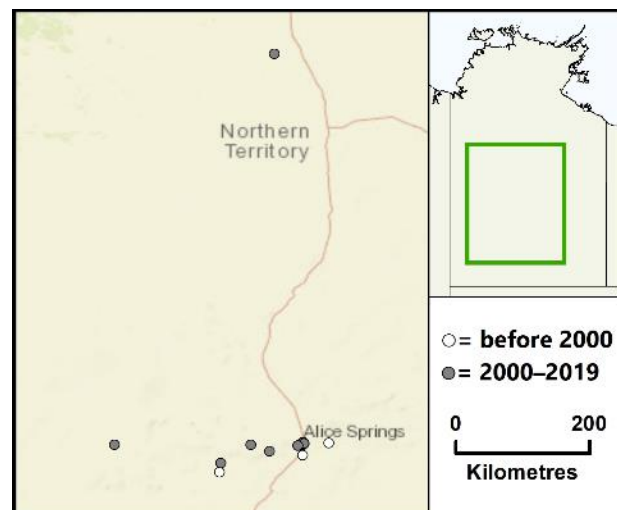 Northern
Territory
Alice Springs
= before 2000
= 2000–2019
0 200
Kilometres